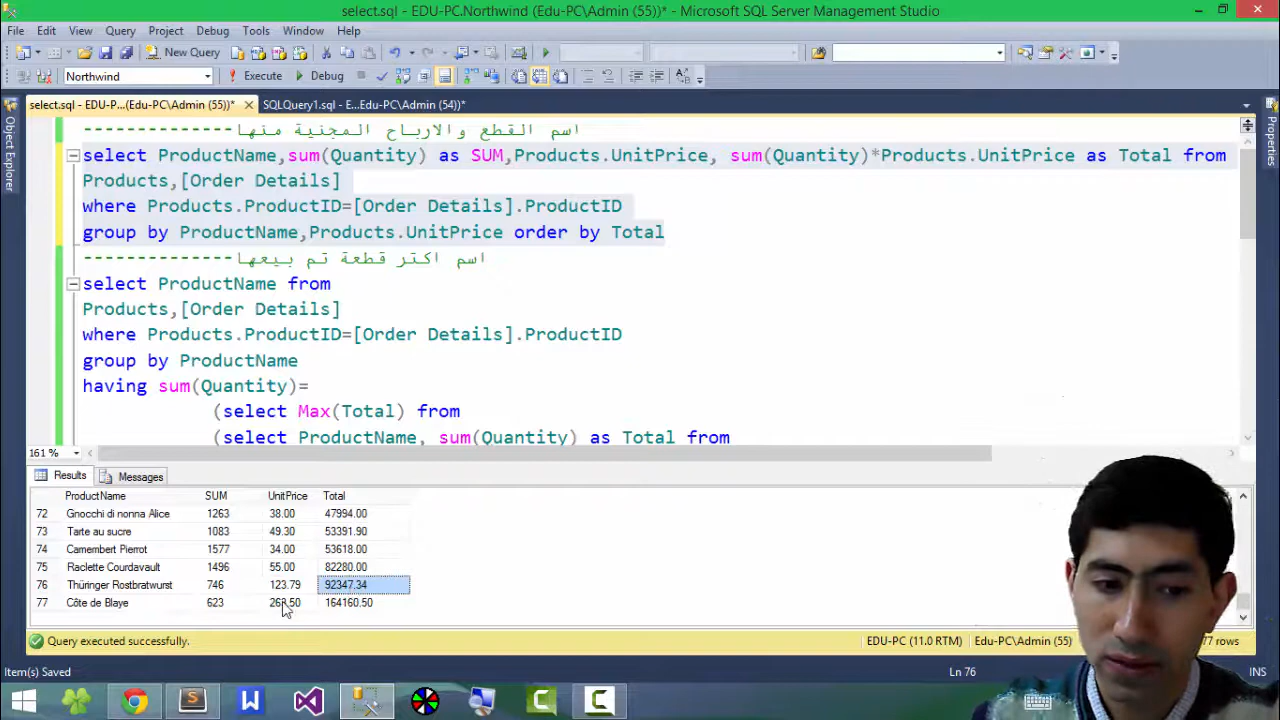 select.sql - EDU-PC.Northwind (Edu-PC\Admin (55))* - Microsoft SQL Server Management Studio
File Edit View Query Project Debug Tools Window Help
New Query
Northwind Execute Debug
select.sql - EDU-P...(Edu-PC\Admin (55))* SQLQuery1.sql - E...Edu-PC\Admin (54))*
Object Explorer
Properties
--------------اسم القطع والارباح المجنية منها
select ProductName,sum(Quantity) as SUM,Products.UnitPrice, sum(Quantity)*Products.UnitPrice as Total from
Products,[Order Details]
where Products.ProductID=[Order Details].ProductID
group by ProductName,Products.UnitPrice order by Total
--------------اسم اكتر قطعة تم بيعها
select ProductName from
Products,[Order Details]
where Products.ProductID=[Order Details].ProductID
group by ProductName
having sum(Quantity)=
(select Max(Total) from
(select ProductName, sum(Quantity) as Total from
161 %
Results Messages
ProductName SUM UnitPrice Total
72 Gnocchi di nonna Alice 1263 38.00 47994.00
73 Tarte au sucre 1083 49.30 53391.90
74 Camembert Pierrot 1577 34.00 53618.00
75 Raclette Courdavault 1496 55.00 82280.00
76 Thüringer Rostbratwurst 746 123.79 92347.34
77 Côte de Blaye 623 263.50 164160.50
Query executed successfully. EDU-PC (11.0 RTM) Edu-PC\Admin (55) 77 rows
Item(s) Saved Ln 76 INS